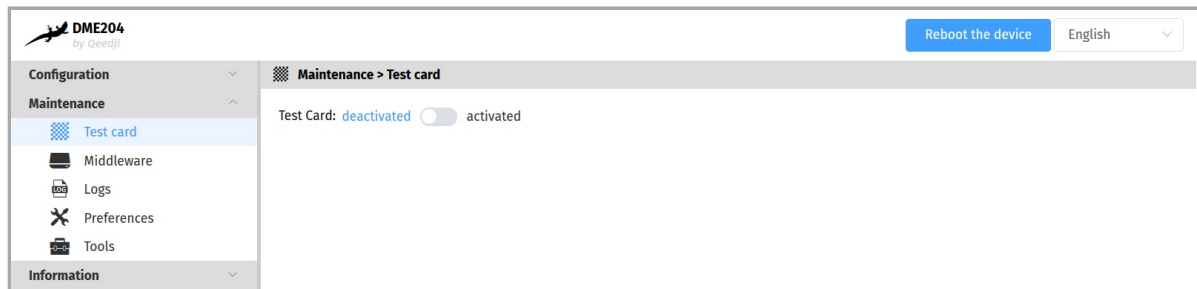 DME204
by Qeedji
Reboot the device
English
Configuration
Maintenance
Test card
Middleware
LOG
Logs
Preferences
Tools
Information
Maintenance > Test card
Test Card: deactivated activated